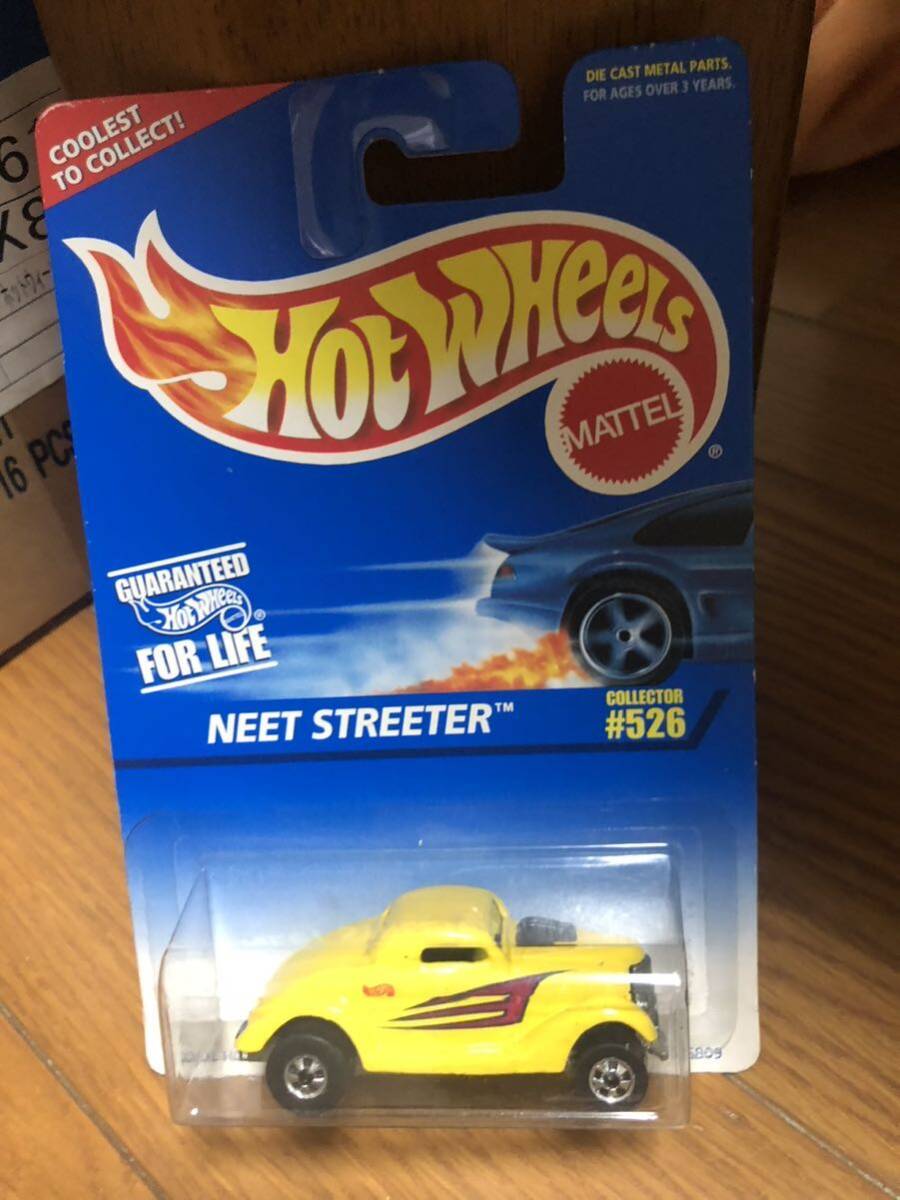 COOLEST
TO COLLECT!
DIE CAST METAL PARTS.
FOR AGES OVER 3 YEARS.
HOT WHEELS
MATTEL
®
GUARANTEED
HOT WHEELS ®
FOR LIFE
NEET STREETER™
COLLECTOR
#526
16 PCS